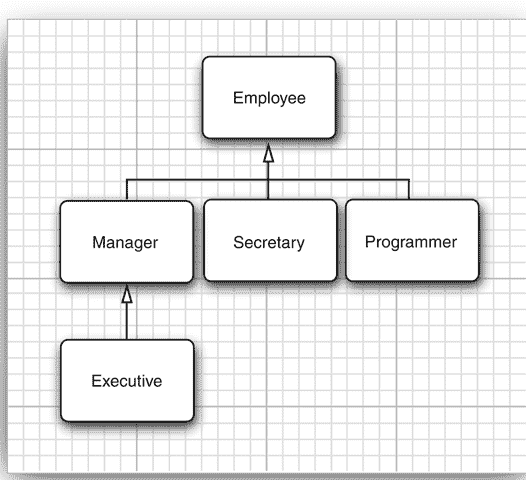 Employee
Manager
Secretary
Programmer
Executive